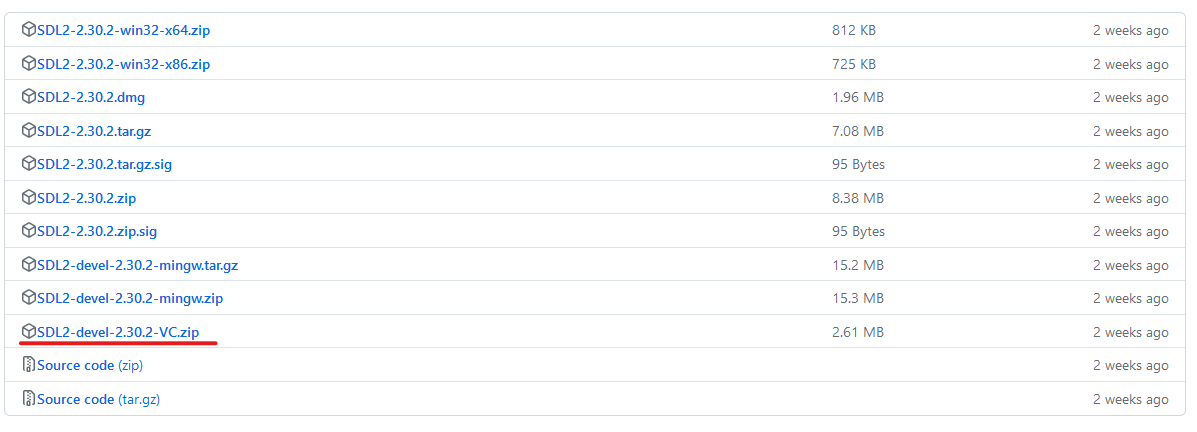 SDL2-2.30.2-win32-x64.zip 812 KB 2 weeks ago
SDL2-2.30.2-win32-x86.zip 725 KB 2 weeks ago
SDL2-2.30.2.dmg 1.96 MB 2 weeks ago
SDL2-2.30.2.tar.gz 7.08 MB 2 weeks ago
SDL2-2.30.2.tar.gz.sig 95 Bytes 2 weeks ago
SDL2-2.30.2.zip 8.38 MB 2 weeks ago
SDL2-2.30.2.zip.sig 95 Bytes 2 weeks ago
SDL2-devel-2.30.2-mingw.tar.gz 15.2 MB 2 weeks ago
SDL2-devel-2.30.2-mingw.zip 15.3 MB 2 weeks ago
SDL2-devel-2.30.2-VC.zip 2.61 MB 2 weeks ago
Source code (zip) 2 weeks ago
Source code (tar.gz) 2 weeks ago